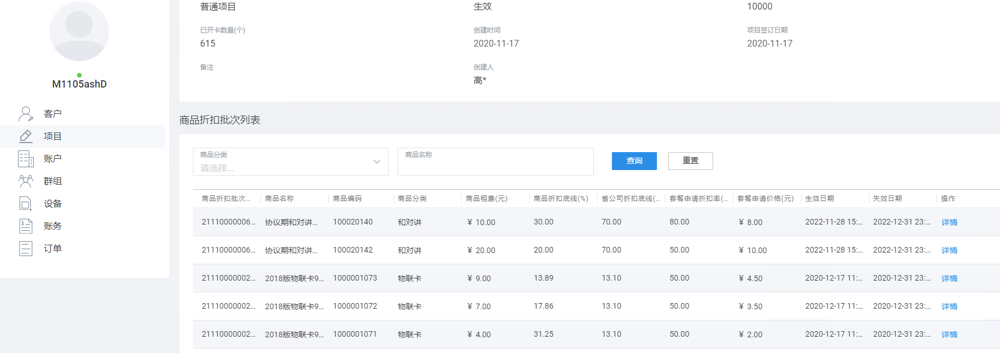 M1105ashD
客户
项目
账户
群组
设备
账务
订单
普通项目 生效 10000
已开卡数量(个) 创建时间 项目签订日期
615 2020-11-17 2020-11-17
备注 创建人
高*
商品折扣批次列表
商品分类 商品名称
请选择... 查询 重置
商品折扣批次... 商品名称 商品编码 商品分类 商品租费(元) 商品折扣底线(%) 省公司折扣底线(... 套餐申请折扣率(... 套餐申请价格(元) 生效日期 失效日期 操作
21110000006... 协议期和对讲... 100020140 和对讲 ¥ 10.00 30.00 70.00 80.00 ¥ 8.00 2022-11-28 15:... 2022-12-31 23:... 详情
21110000006... 协议期和对讲... 100020142 和对讲 ¥ 20.00 20.00 70.00 50.00 ¥ 10.00 2022-11-28 15:... 2022-12-31 23:... 详情
21110000002... 2018版物联卡9... 1000001073 物联卡 ¥ 9.00 13.89 13.10 50.00 ¥ 4.50 2020-12-17 11:... 2020-12-31 23:... 详情
21110000002... 2018版物联卡9... 1000001072 物联卡 ¥ 7.00 17.86 13.10 50.00 ¥ 3.50 2020-12-17 11:... 2020-12-31 23:... 详情
21110000002... 2018版物联卡9... 1000001071 物联卡 ¥ 4.00 31.25 13.10 50.00 ¥ 2.00 2020-12-17 11:... 2020-12-31 23:... 详情